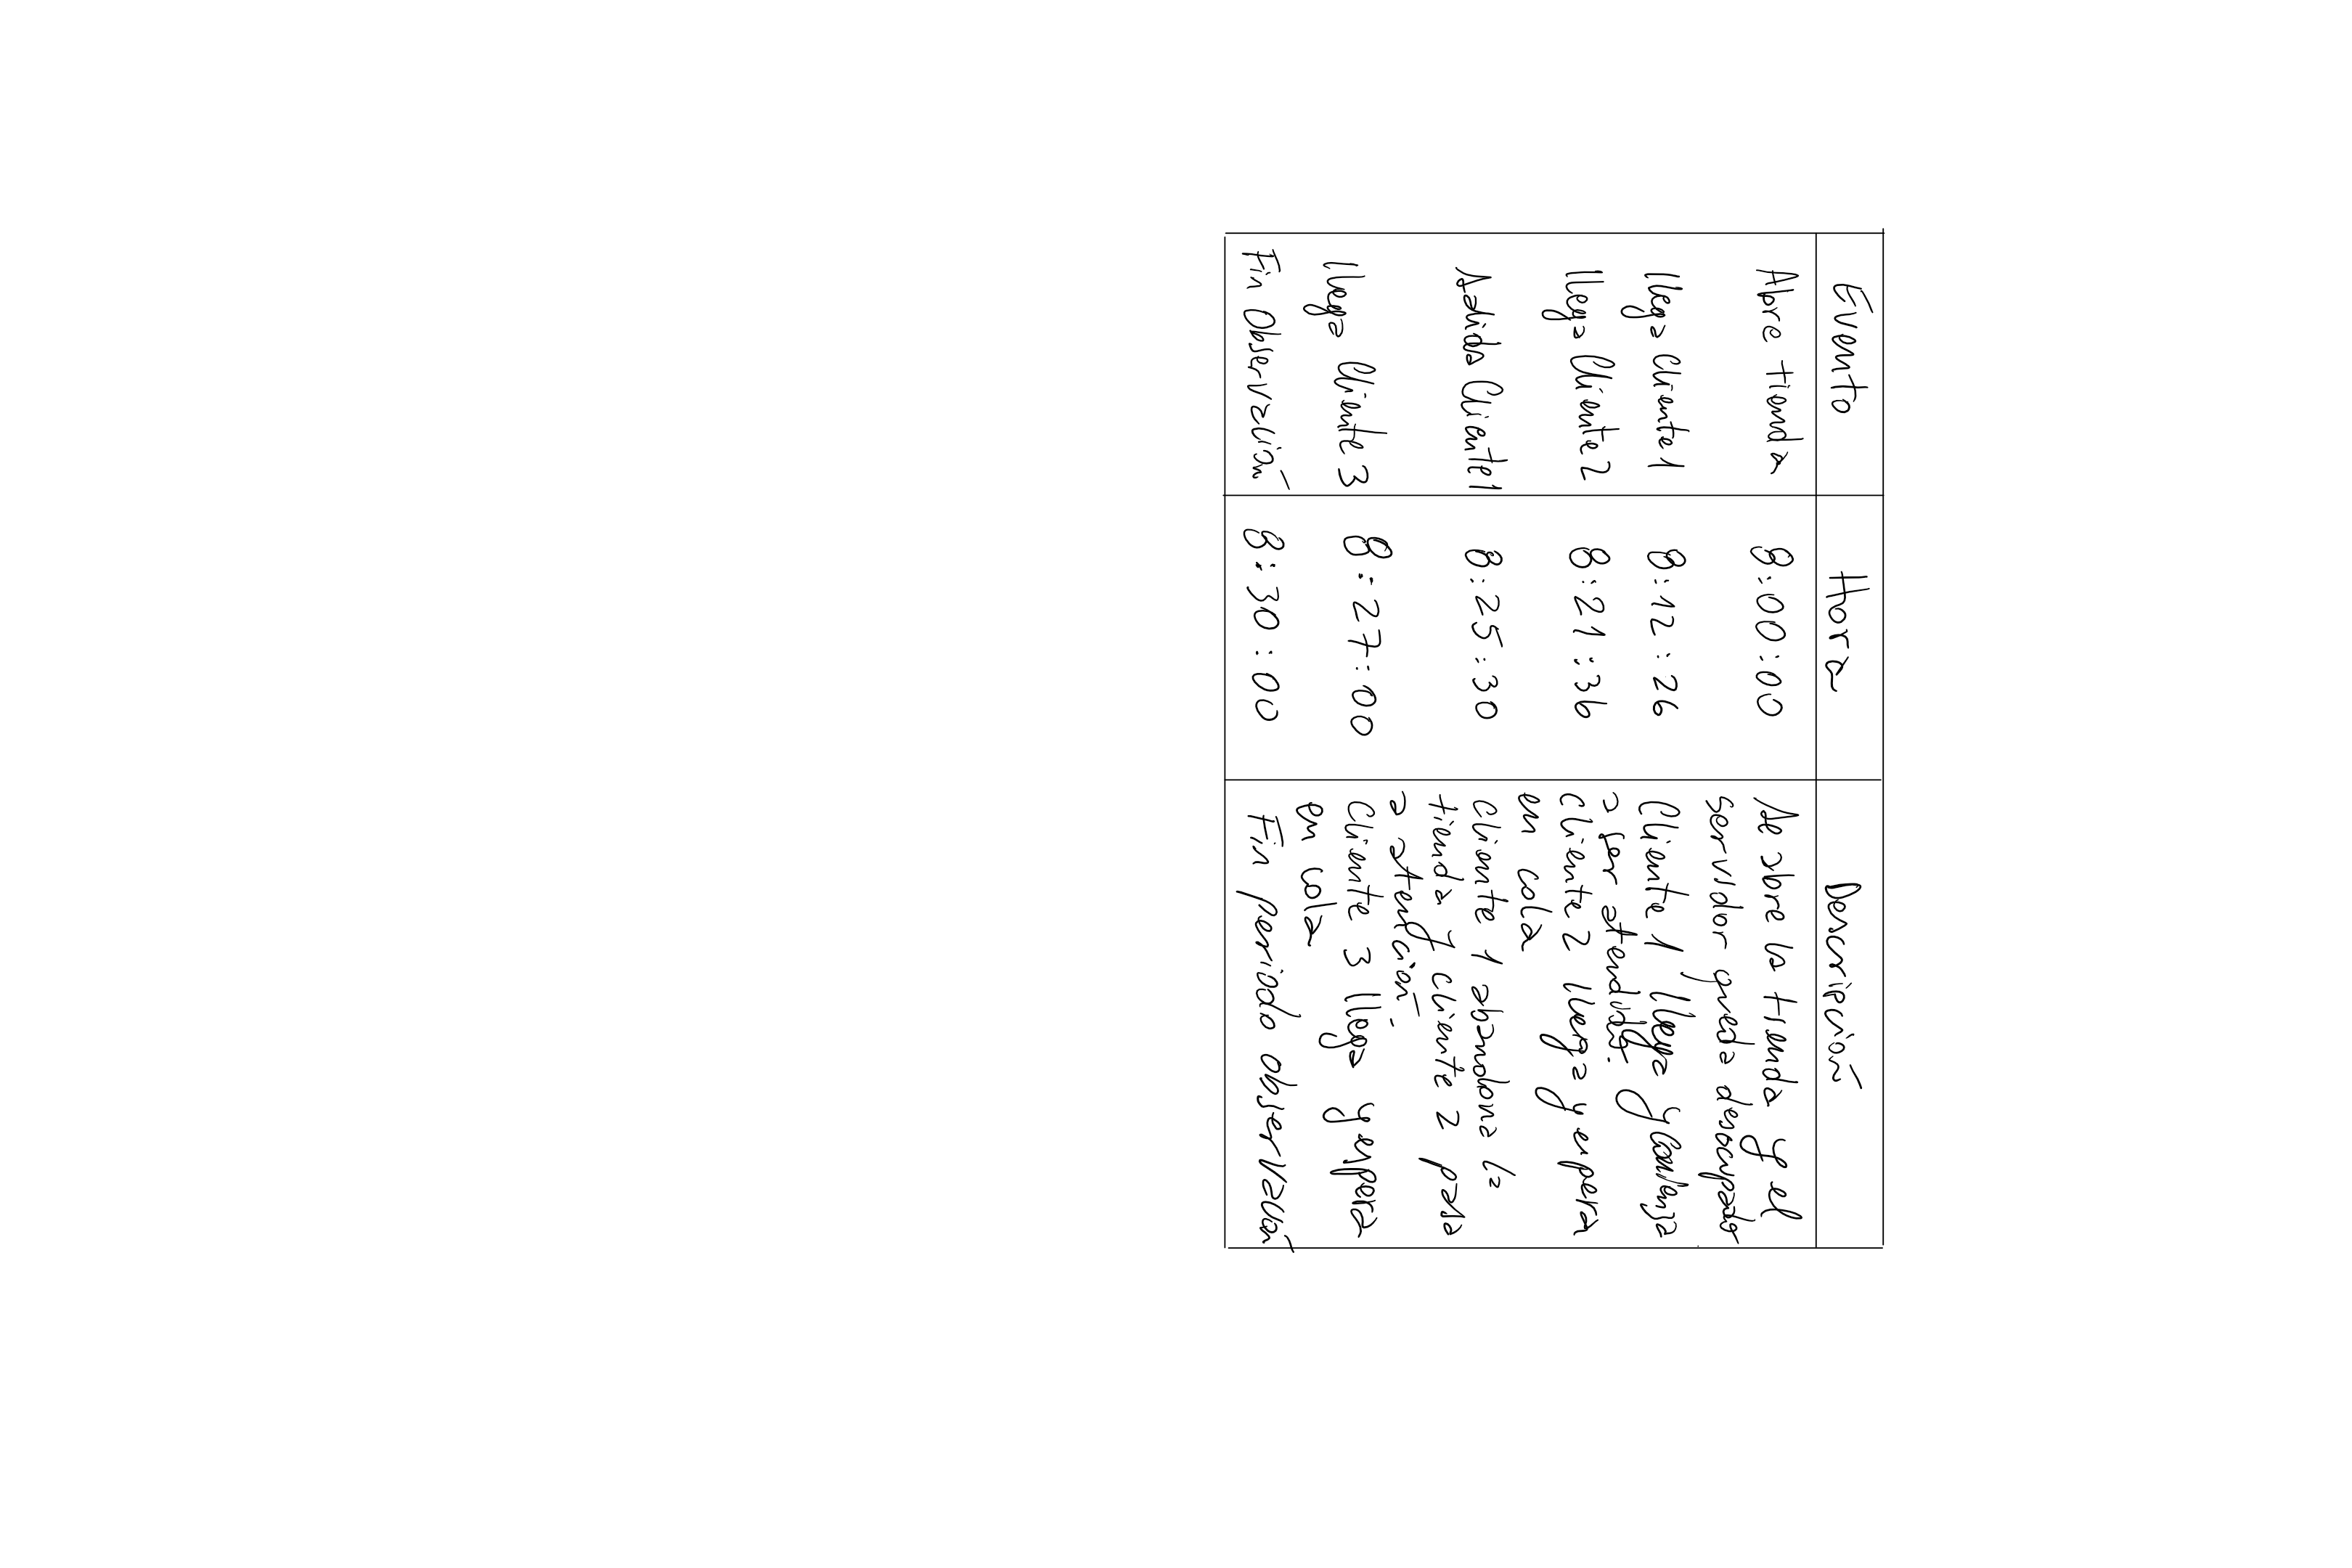 Evento Hora Descripción
Abre tienda 8:00:00 Se abre la tienda y el
servidor queda desocupado
llega cliente 1 8:12:26 Cliente 1 llega y comienza
a ser atendido.
llega Cliente 2 8:21:36 Cliente 2 llega y espera
en cola
Salida Cliente 1 8:25:30 Cliente 1 abandona la
tienda y cliente 2 pasa
a atención.
llega Cliente 3 8:27:00 Cliente 3 llega y espera
en cola
Fin Observación 8:30:00 Fin periodo observación